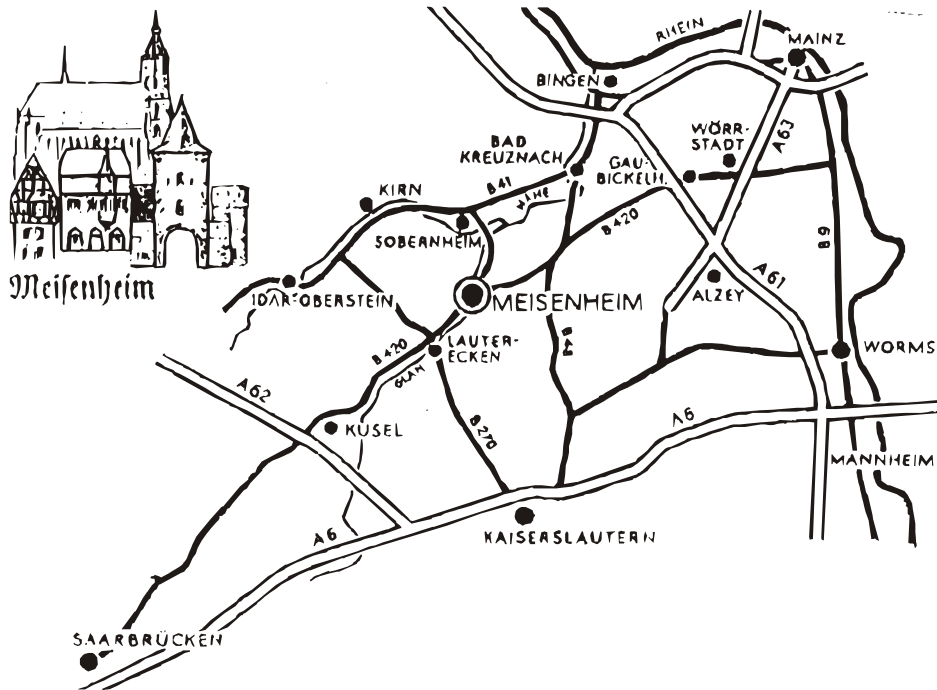 Meisenheim
RHEIN
MAINZ
BINGEN
WÖRR-
STADT
A63
BAD
KREUZNACH
GAU-
BICKELH.
KIRN
B41
NAHE
B420
SOBERNHEIM
B9
IDAR-OBERSTEIN
MEISENHEIM
ALZEY
A61
B420
LAUTER-
ECKEN
GLAN
B48
WORMS
A62
KUSEL
B270
A6
MANNHEIM
A6
KAISERSLAUTERN
SAARBRÜCKEN